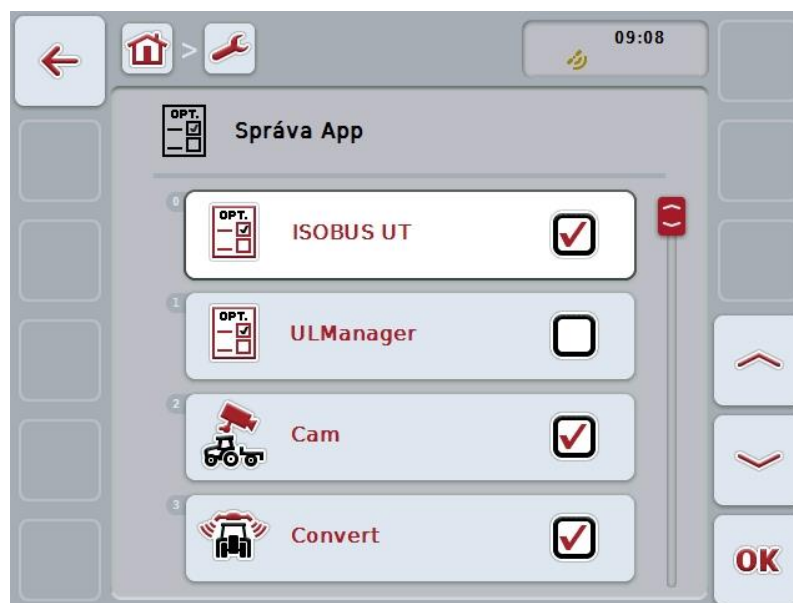 >
09:08
OPT.
Správa App
0
OPT.
ISOBUS UT
1
OPT.
ULManager
2
Cam
3
Convert
OK